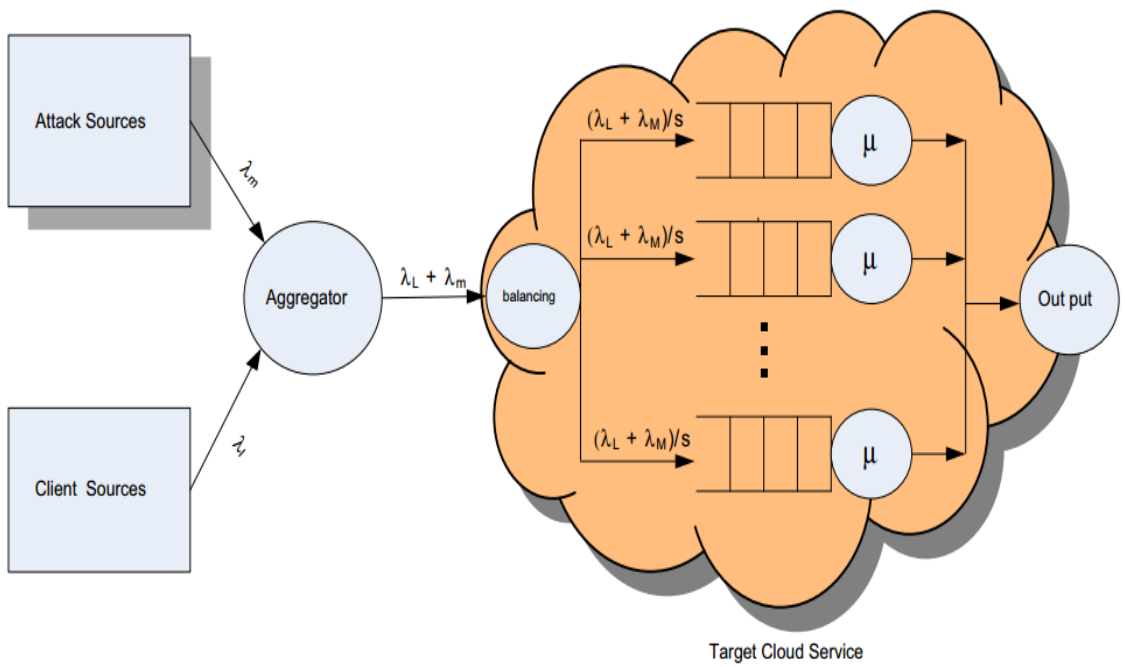 Attack Sources
λm
Aggregator
λL + λm
balancing
(λL + λM)/s
μ
(λL + λM)/s
μ
Out put
(λL + λM)/s
μ
λl
Client Sources
Target Cloud Service